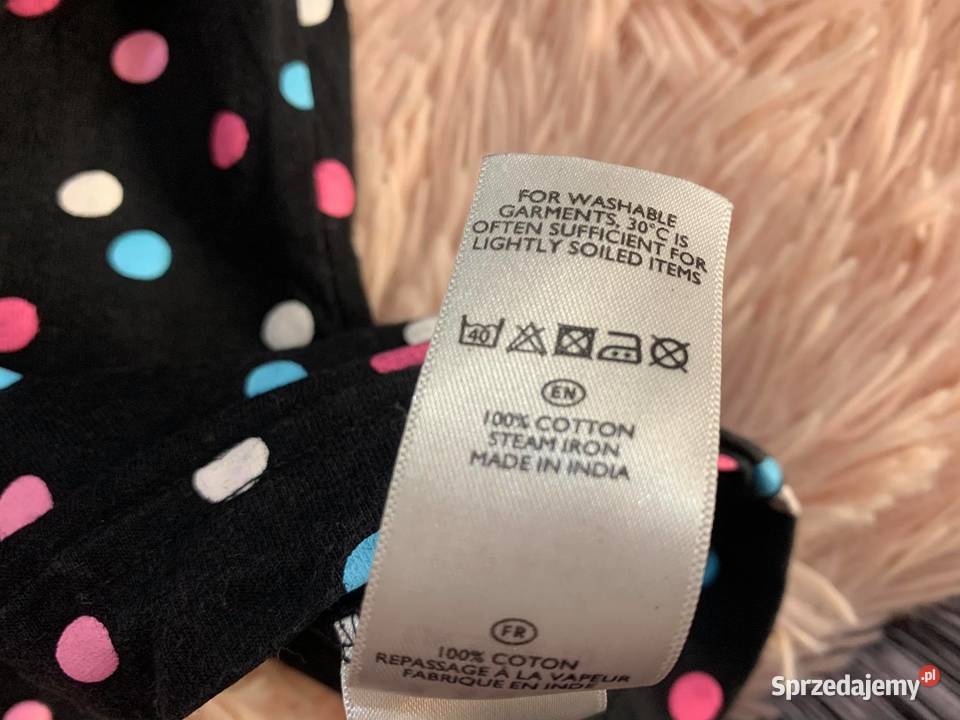 FOR WASHABLE
GARMENTS, 30°C IS
OFTEN SUFFICIENT FOR
LIGHTLY SOILED ITEMS
40
EN
100% COTTON
STEAM IRON
MADE IN INDIA
FR
100% COTON
REPASSAGE À LA VAPEUR
FABRIQUE EN INDE
Sprzedajemy.pl